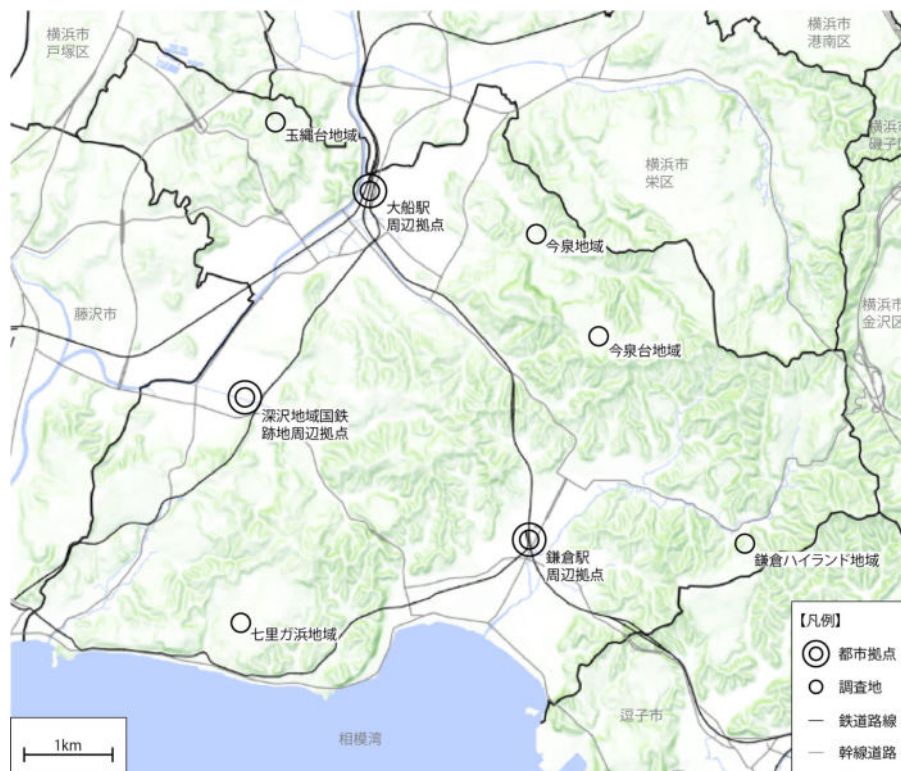 横浜市
戸塚区
横浜市
港南区
玉縄台地域
横浜市
磯子区
横浜市
栄区
大船駅
周辺拠点
今泉地域
藤沢市
横浜市
金沢区
今泉台地域
深沢地域国鉄
跡地周辺拠点
鎌倉駅
周辺拠点
鎌倉ハイランド地域
七里ガ浜地域
【凡例】
都市拠点
調査地
鉄道路線
幹線道路
逗子市
相模湾
1km